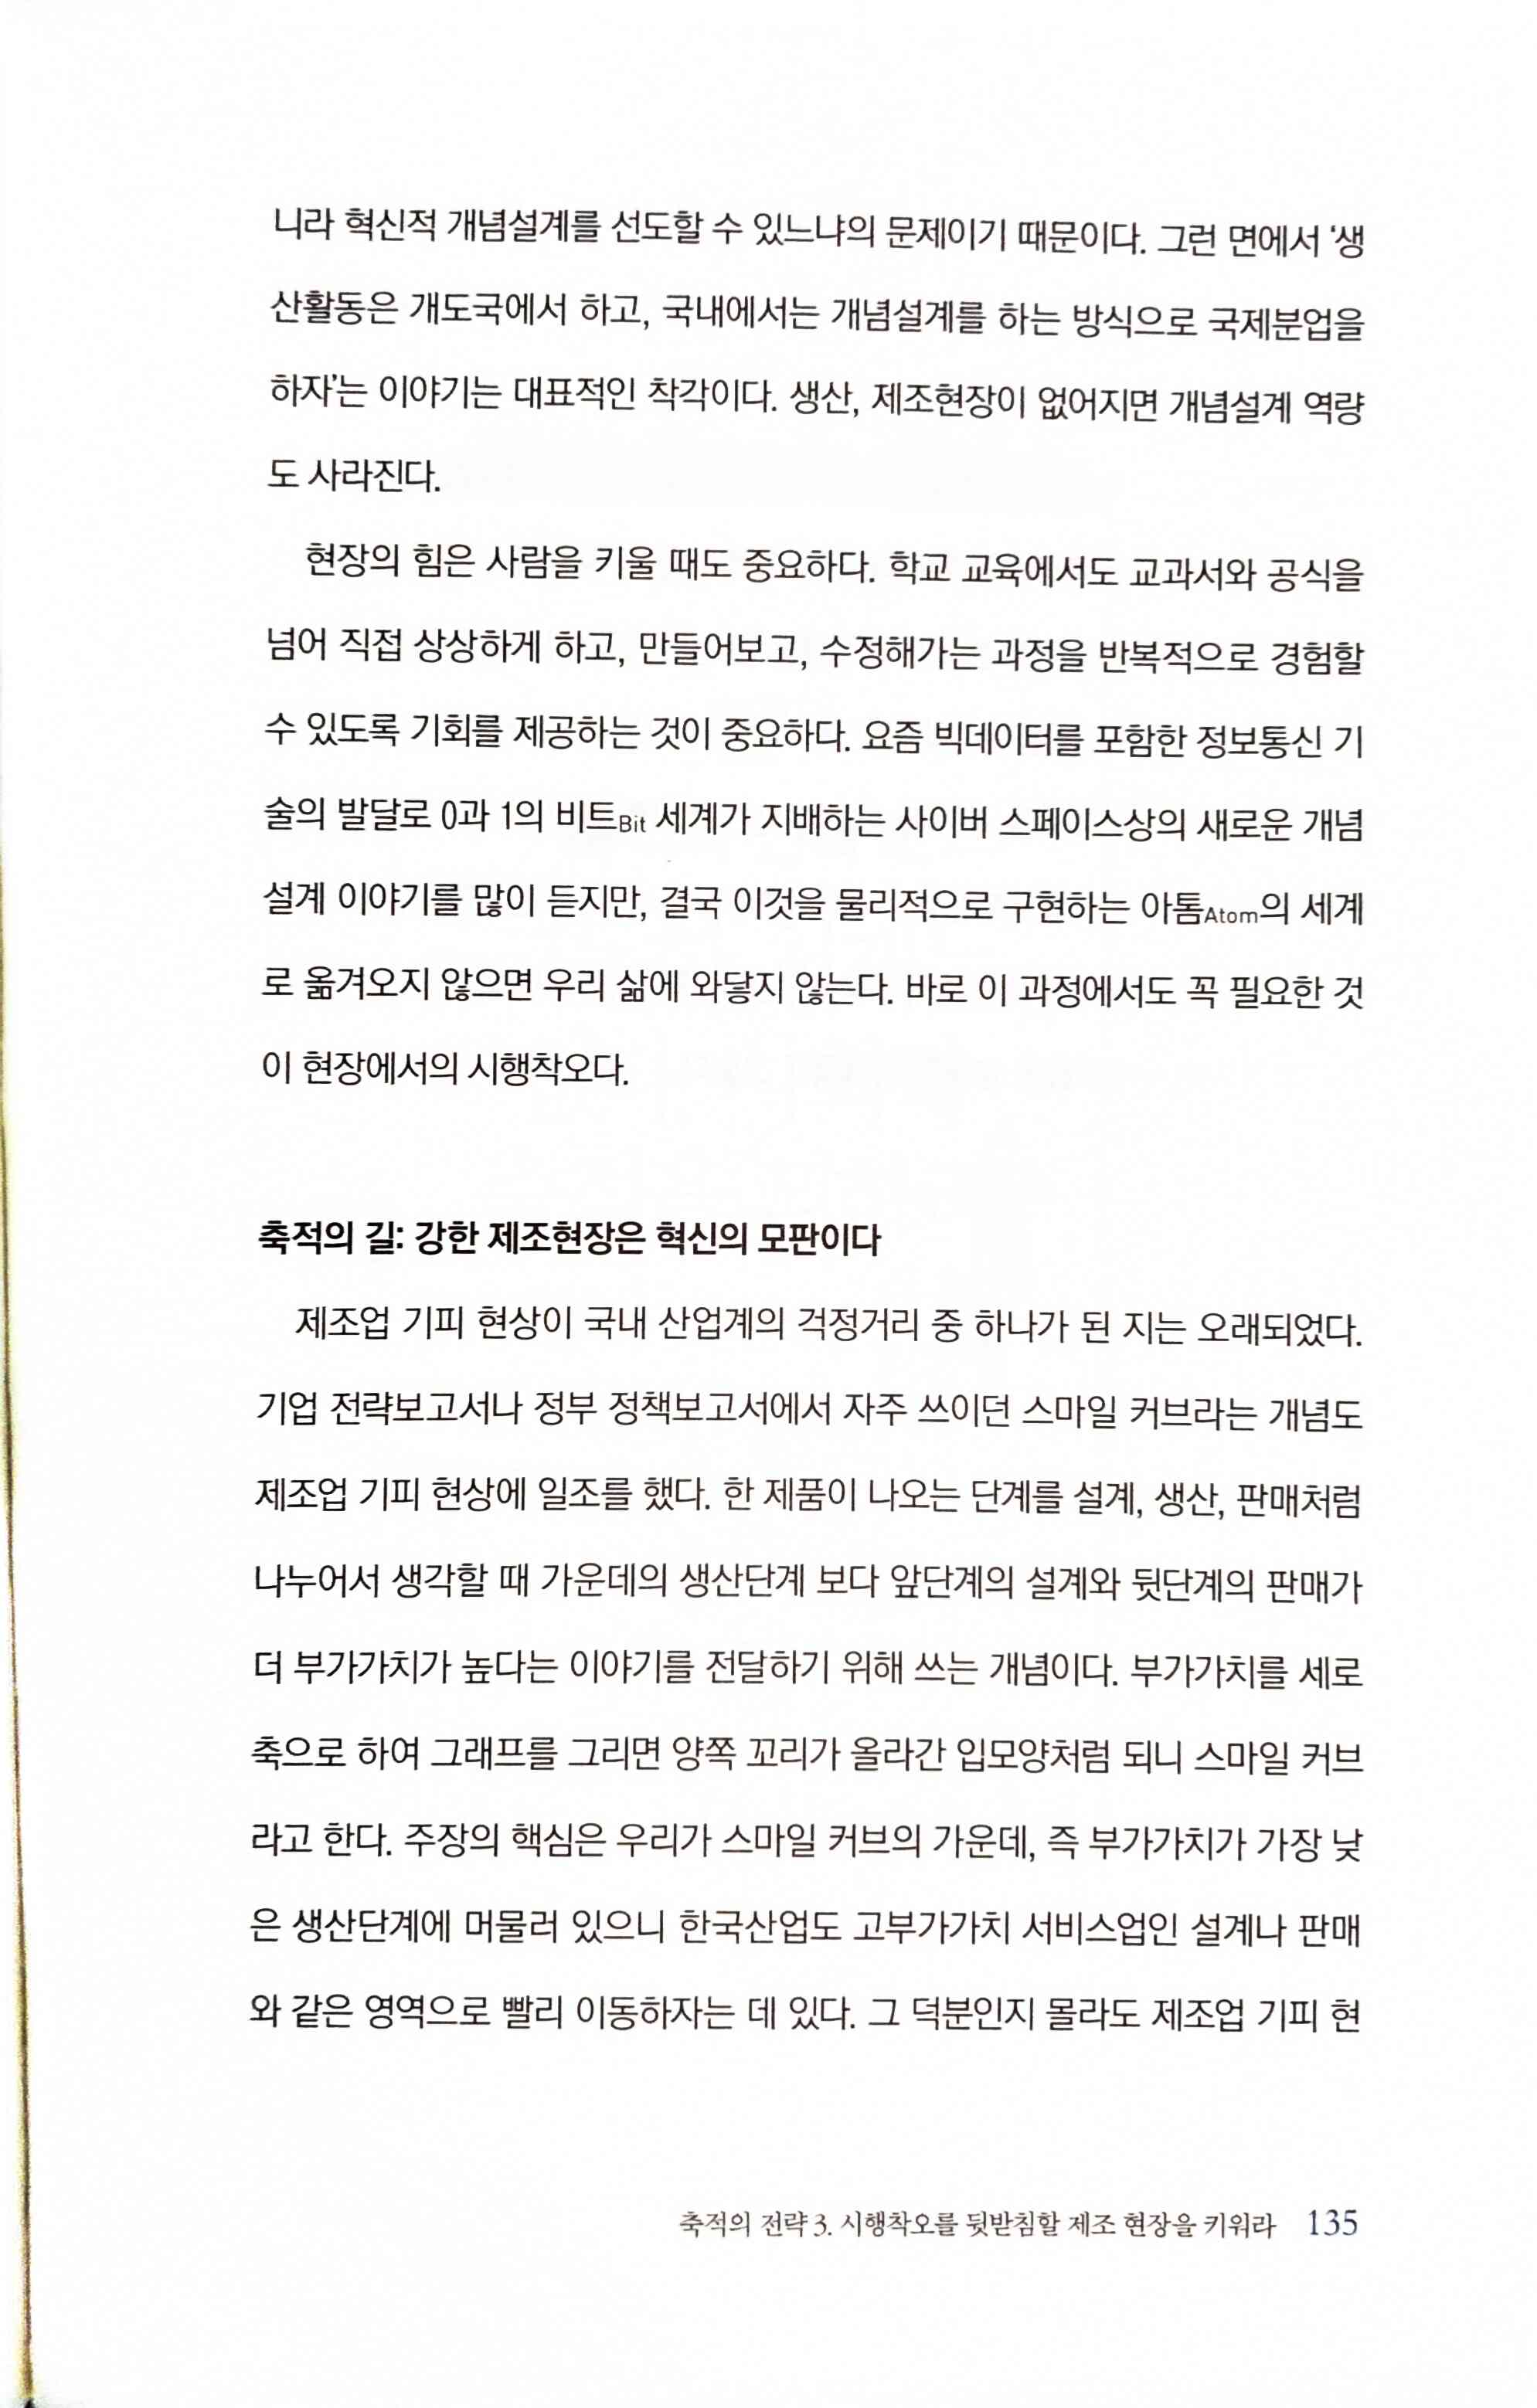 니라 혁신적 개념설계를 선도할 수 있느냐의 문제이기 때문이다. 그런 면에서 ‘생
산활동은 개도국에서 하고, 국내에서는 개념설계를 하는 방식으로 국제분업을
하자’는 이야기는 대표적인 착각이다. 생산, 제조현장이 없어지면 개념설계 역량
도 사라진다.
현장의 힘은 사람을 키울 때도 중요하다. 학교 교육에서도 교과서와 공식을
넘어 직접 상상하게 하고, 만들어보고, 수정해가는 과정을 반복적으로 경험할
수 있도록 기회를 제공하는 것이 중요하다. 요즘 빅데이터를 포함한 정보통신 기
술의 발달로 0과 1의 비트Bit 세계가 지배하는 사이버 스페이스상의 새로운 개념
설계 이야기를 많이 듣지만, 결국 이것을 물리적으로 구현하는 아톰Atom의 세계
로 옮겨오지 않으면 우리 삶에 와닿지 않는다. 바로 이 과정에서도 꼭 필요한 것
이 현장에서의 시행착오다.
축적의 길: 강한 제조현장은 혁신의 모판이다
제조업 기피 현상이 국내 산업계의 걱정거리 중 하나가 된 지는 오래되었다.
기업 전략보고서나 정부 정책보고서에서 자주 쓰이던 스마일 커브라는 개념도
제조업 기피 현상에 일조를 했다. 한 제품이 나오는 단계를 설계, 생산, 판매처럼
나누어서 생각할 때 가운데의 생산단계 보다 앞단계의 설계와 뒷단계의 판매가
더 부가가치가 높다는 이야기를 전달하기 위해 쓰는 개념이다. 부가가치를 세로
축으로 하여 그래프를 그리면 양쪽 꼬리가 올라간 입모양처럼 되니 스마일 커브
라고 한다. 주장의 핵심은 우리가 스마일 커브의 가운데, 즉 부가가치가 가장 낮
은 생산단계에 머물러 있으니 한국산업도 고부가가치 서비스업인 설계나 판매
와 같은 영역으로 빨리 이동하자는 데 있다. 그 덕분인지 몰라도 제조업 기피 현
축적의 전략 3. 시행착오를 뒷받침할 제조 현장을 키워라 135